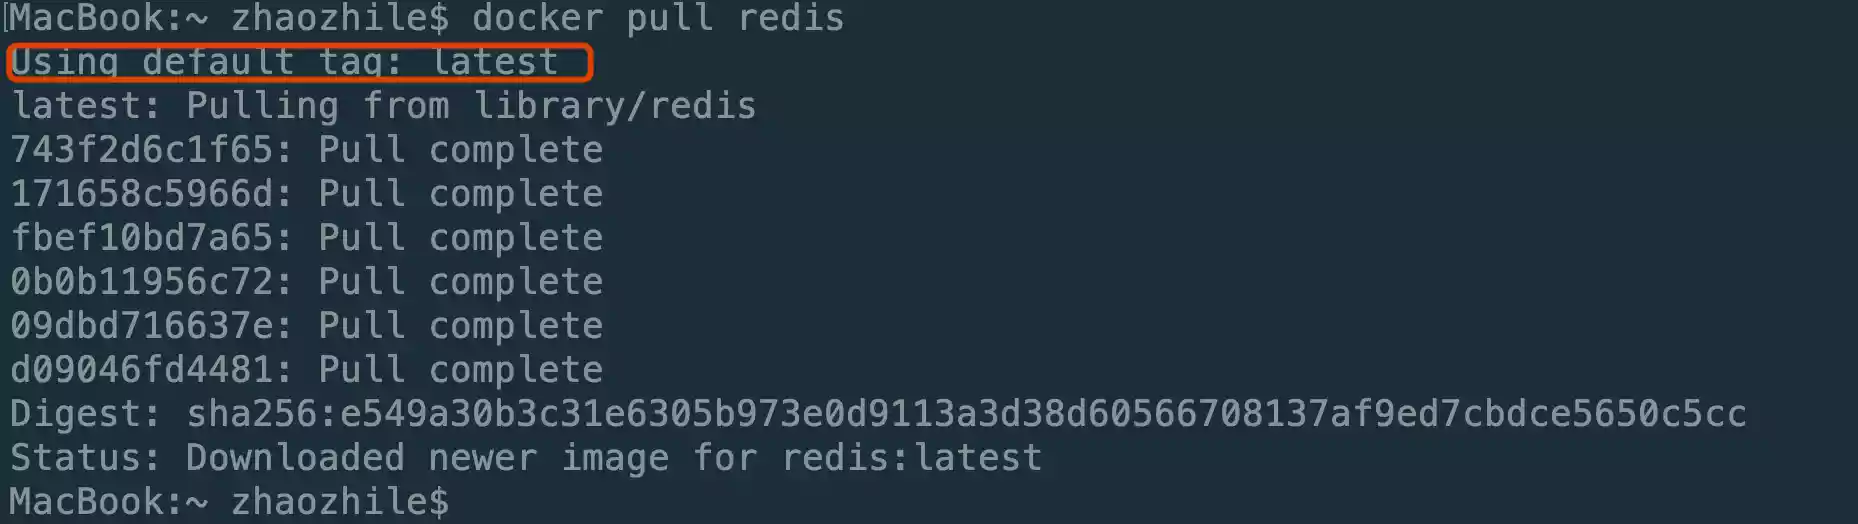 [MacBook:~ zhaozhile$ docker pull redis
Using default tag: latest
latest: Pulling from library/redis
743f2d6c1f65: Pull complete
171658c5966d: Pull complete
fbef10bd7a65: Pull complete
0b0b11956c72: Pull complete
09dbd716637e: Pull complete
d09046fd4481: Pull complete
Digest: sha256:e549a30b3c31e6305b973e0d9113a3d38d60566708137af9ed7cbdce5650c5cc
Status: Downloaded newer image for redis:latest
MacBook:~ zhaozhile$